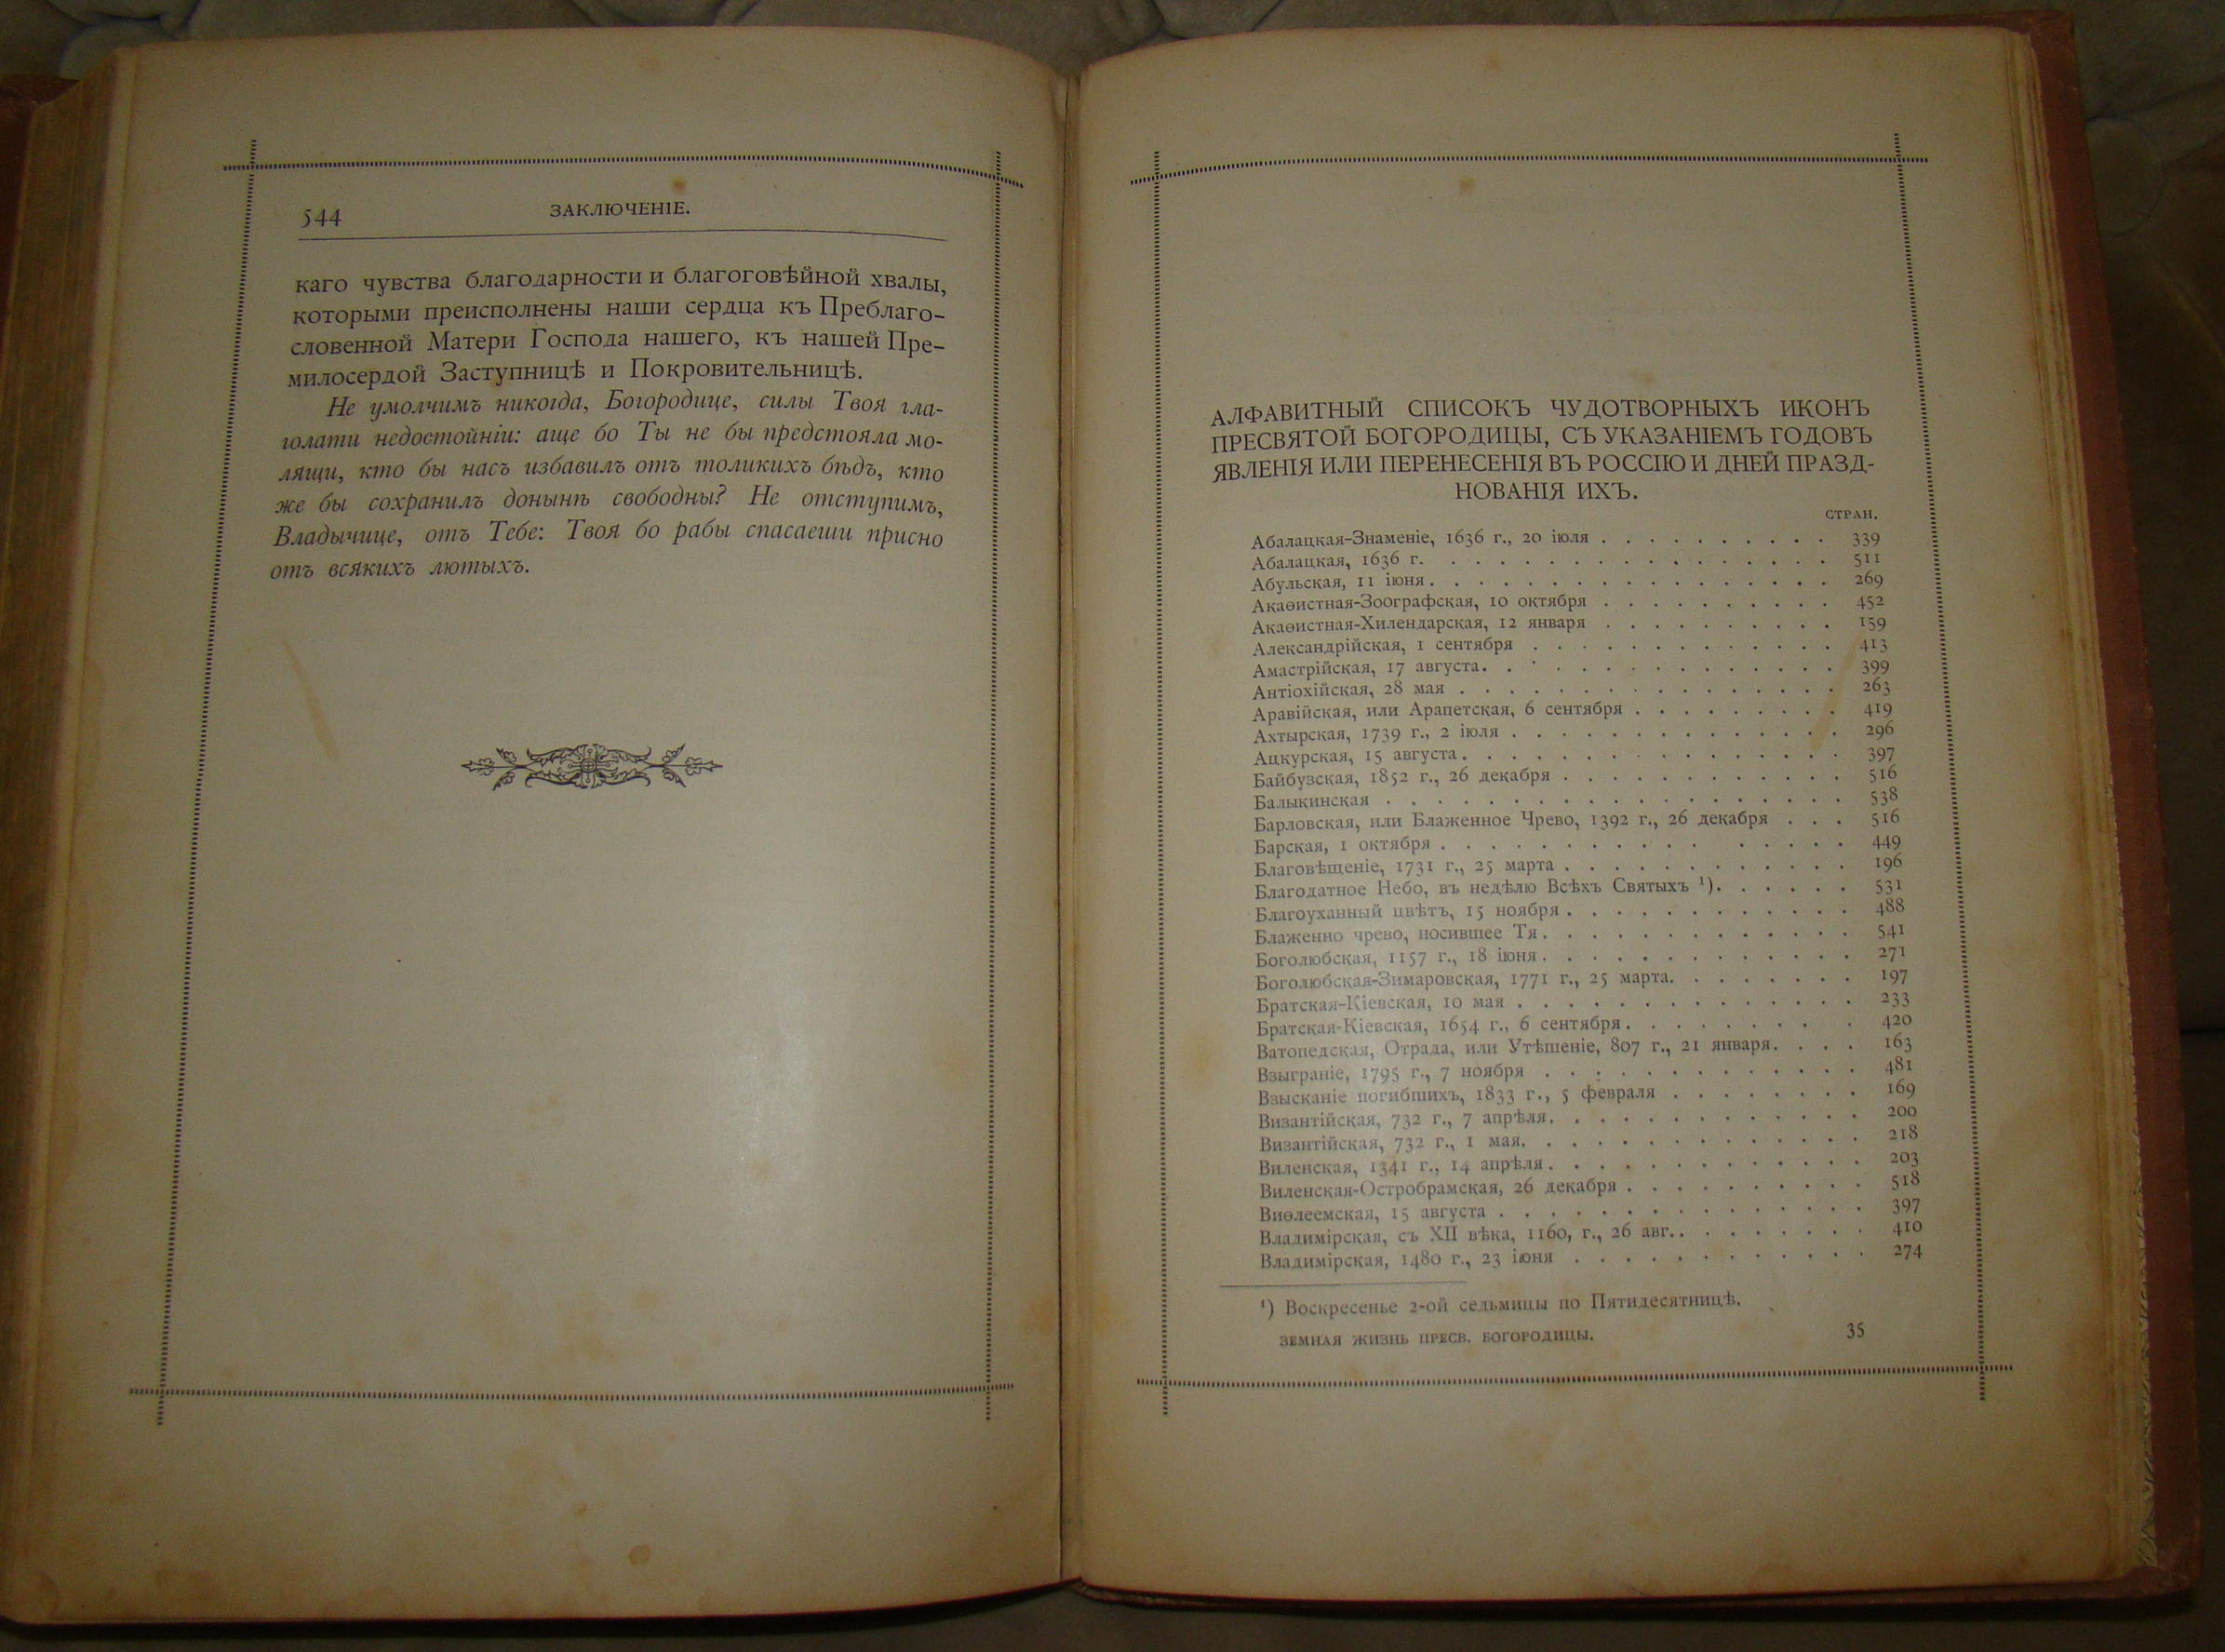 544
ЗАКЛЮЧЕНІЕ.
каго чувства благодарности и благоговѣйной хвалы,
которыми преисполнены наши сердца къ Преблаго-
словенной Матери Господа нашего, къ нашей Пре-
милосердой Заступницѣ и Покровительницѣ.
Не умолчимъ никогда, Богородице, силы Твоя гла-
голати недостойніи: аще бо Ты не бы предстояла мо-
лящи, кто бы насъ избавилъ отъ толикихъ бѣдъ, кто
же бы сохранилъ донынѣ свободны? Не отступимъ,
Владычице, отъ Тебе: Твоя бо рабы спасаеши присно
отъ всякихъ лютыхъ.
АЛФАВИТНЫЙ СПИСОКЪ ЧУДОТВОРНЫХЪ ИКОНЪ
ПРЕСВЯТОЙ БОГОРОДИЦЫ, СЪ УКАЗАНІЕМЪ ГОДОВЪ
ЯВЛЕНІЯ ИЛИ ПЕРЕНЕСЕНІЯ ВЪ РОССІЮ И ДНЕЙ ПРАЗД-
НОВАНІЯ ИХЪ.
СТРАН.
Абалацкая-Знаменіе, 1636 г., 20 іюля . . . . . . . . . . 339
Абалацкая, 1636 г. . . . . . . . . . . . . . . . . 511
Абульская, 11 іюня . . . . . . . . . . . . . . . . . 269
Акаѳистная-Зоографская, 10 октября . . . . . . . . . . 452
Акаѳистная-Хилендарская, 12 января . . . . . . . . . . 159
Александрійская, 1 сентября . . . . . . . . . . . . . 413
Амастрійская, 17 августа. . . . . . . . . . . . . . . 399
Антіохійская, 28 мая . . . . . . . . . . . . . . . . 263
Аравійская, или Арапетская, 6 сентября . . . . . . . . . 419
Ахтырская, 1739 г., 2 іюля . . . . . . . . . . . . . . 296
Ацкурская, 15 августа . . . . . . . . . . . . . . . . 397
Байбузская, 1852 г., 26 декабря . . . . . . . . . . . . 516
Балыкинская . . . . . . . . . . . . . . . . . . . 538
Барловская, или Блаженное Чрево, 1392 г., 26 декабря . . . 516
Барская, 1 октября . . . . . . . . . . . . . . . . 449
Благовѣщеніе, 1731 г., 25 марта . . . . . . . . . . . . 196
Благодатное Небо, въ недѣлю Всѣхъ Святыхъ ¹). . . . . . 531
Благоуханный цвѣтъ, 15 ноября . . . . . . . . . . . . 488
Блаженно чрево, носившее Тя . . . . . . . . . . . . . 541
Боголюбская, 1157 г., 18 іюня . . . . . . . . . . . . . 271
Боголюбская-Зимаровская, 1771 г., 25 марта. . . . . . . . 197
Братская-Кіевская, 10 мая . . . . . . . . . . . . . . 233
Братская-Кіевская, 1654 г., 6 сентября . . . . . . . . . 420
Ватопедская, Отрада, или Утѣшеніе, 807 г., 21 января. . . . 163
Взыграніе, 1795 г., 7 ноября . . . . . . . . . . . . . 481
Взысканіе погибшихъ, 1833 г., 5 февраля . . . . . . . . 169
Византійская, 732 г., 7 апрѣля. . . . . . . . . . . . . 200
Византійская, 732 г., 1 мая. . . . . . . . . . . . . . 218
Виленская, 1341 г., 14 апрѣля . . . . . . . . . . . . . 203
Виленская-Остробрамская, 26 декабря . . . . . . . . . . 518
Виѳлеемская, 15 августа . . . . . . . . . . . . . . . 397
Владимірская, съ XII вѣка, 1160, г., 26 авг. . . . . . . . . 410
Владимірская, 1480 г., 23 іюня . . . . . . . . . . . . 274
¹) Воскресенье 2-ой седьмицы по Пятидесятницѣ.
ЗЕМНАЯ ЖИЗНЬ ПРЕСВ. БОГОРОДИЦЫ. 35